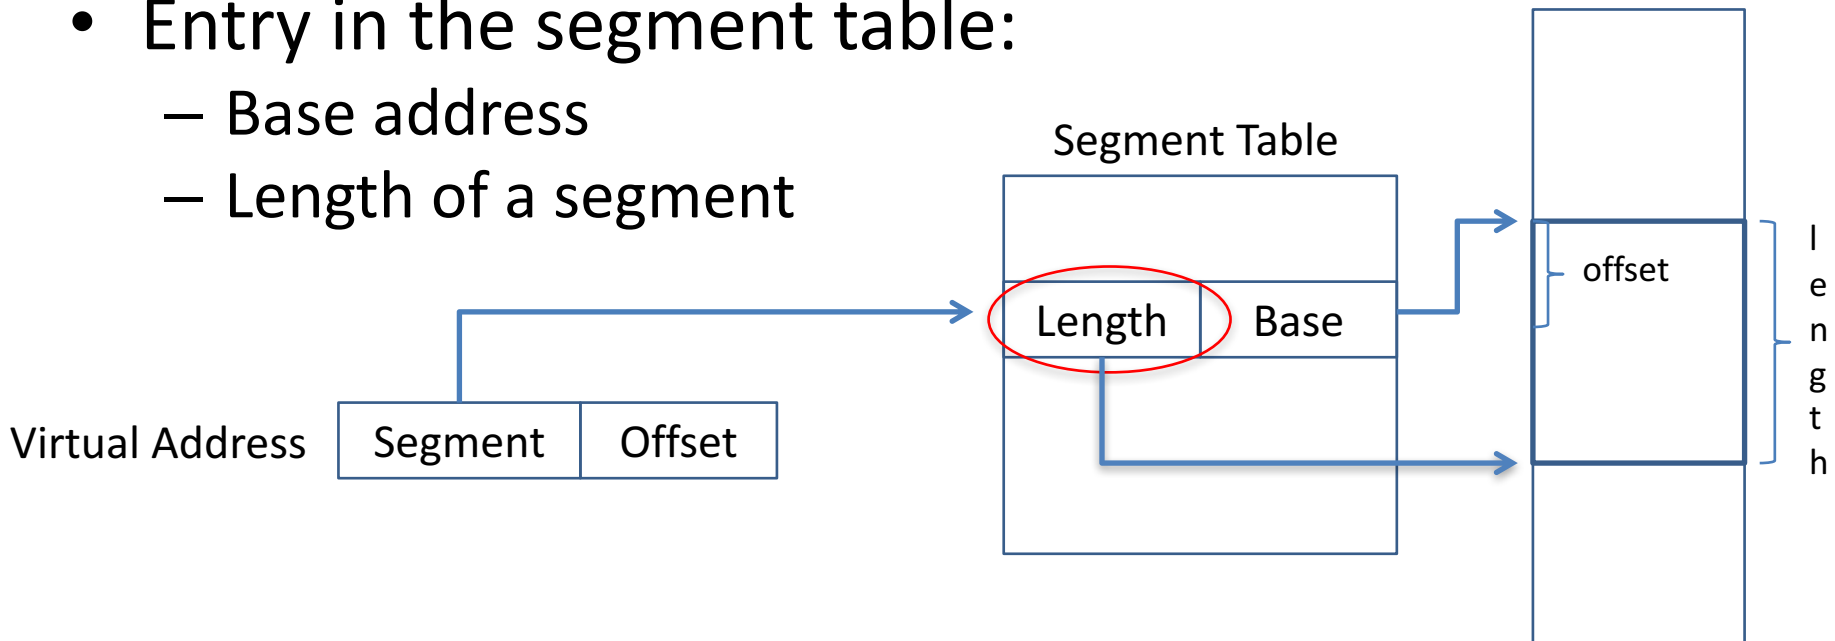 • Entry in the segment table:
– Base address
– Length of a segment
Segment Table
Length Base
offset
length
Virtual Address Segment Offset